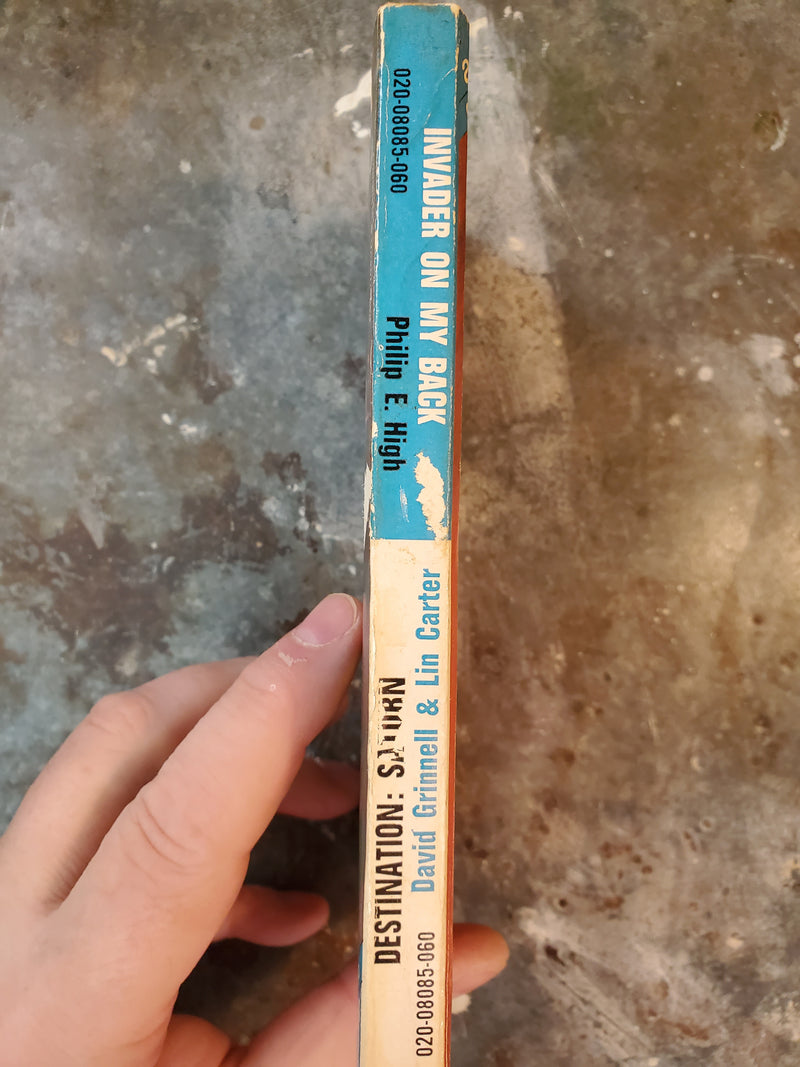 020-08085-060
INVADER ON MY BACK
Philip E. High
DESTINATION: SATURN
David Grinnell & Lin Carter
020-08085-060